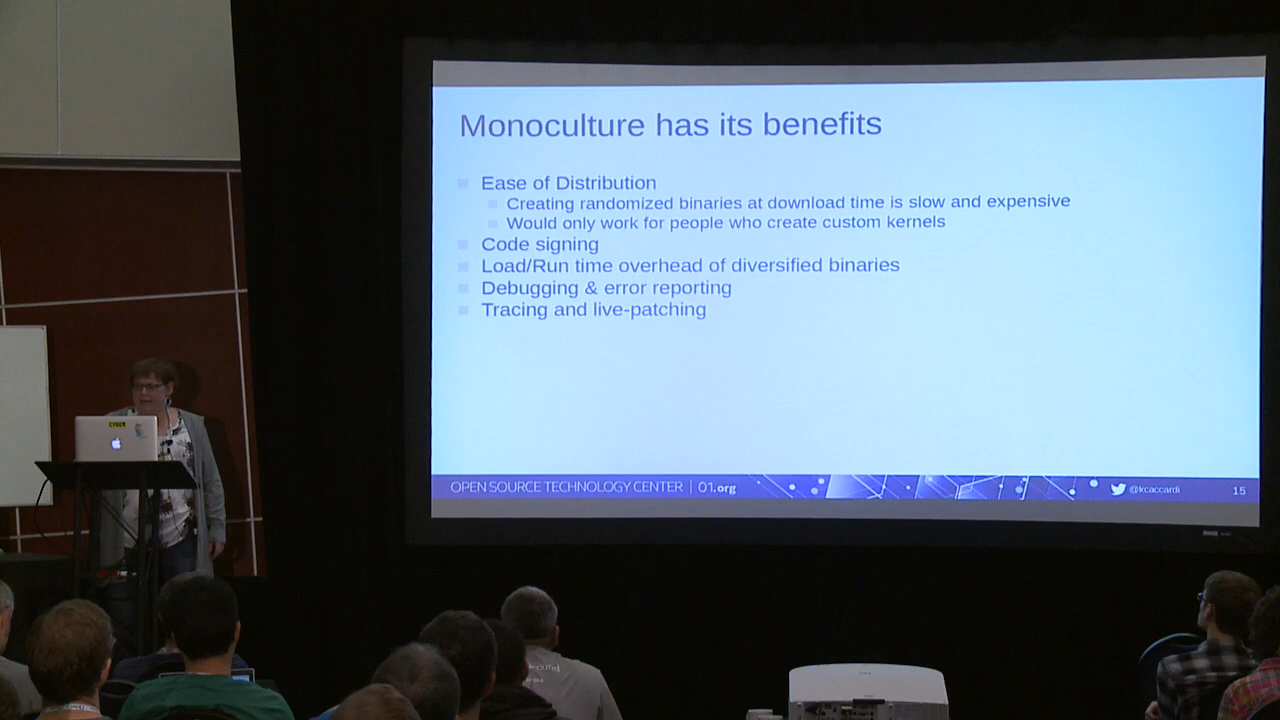 Monoculture has its benefits
Ease of Distribution
Creating randomized binaries at download time is slow and expensive
Would only work for people who create custom kernels
Code signing
Load/Run time overhead of diversified binaries
Debugging & error reporting
Tracing and live-patching
OPEN SOURCE TECHNOLOGY CENTER | 01.org
@kcaccardi
15
CYBER